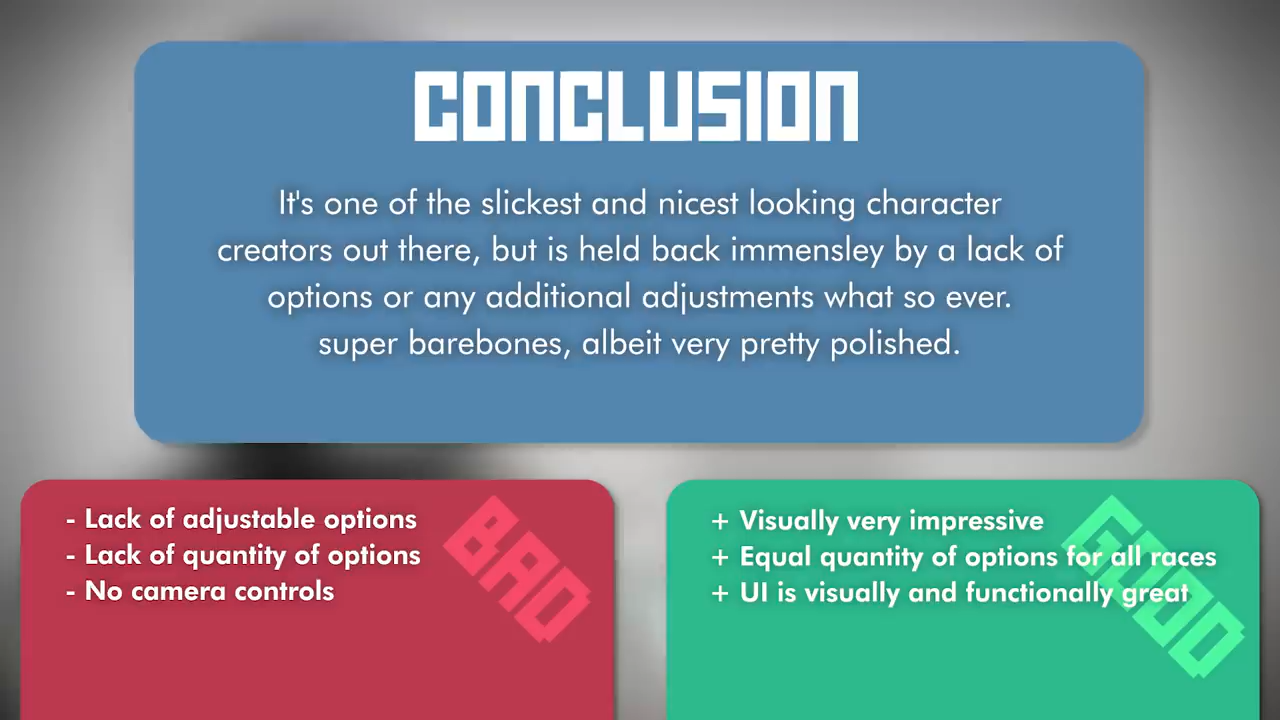 CONCLUSION
It's one of the slickest and nicest looking character
creators out there, but is held back immensley by a lack of
options or any additional adjustments what so ever.
super barebones, albeit very pretty polished.
- Lack of adjustable options
- Lack of quantity of options
- No camera controls
BAD
+ Visually very impressive
+ Equal quantity of options for all races
+ UI is visually and functionally great
GOOD